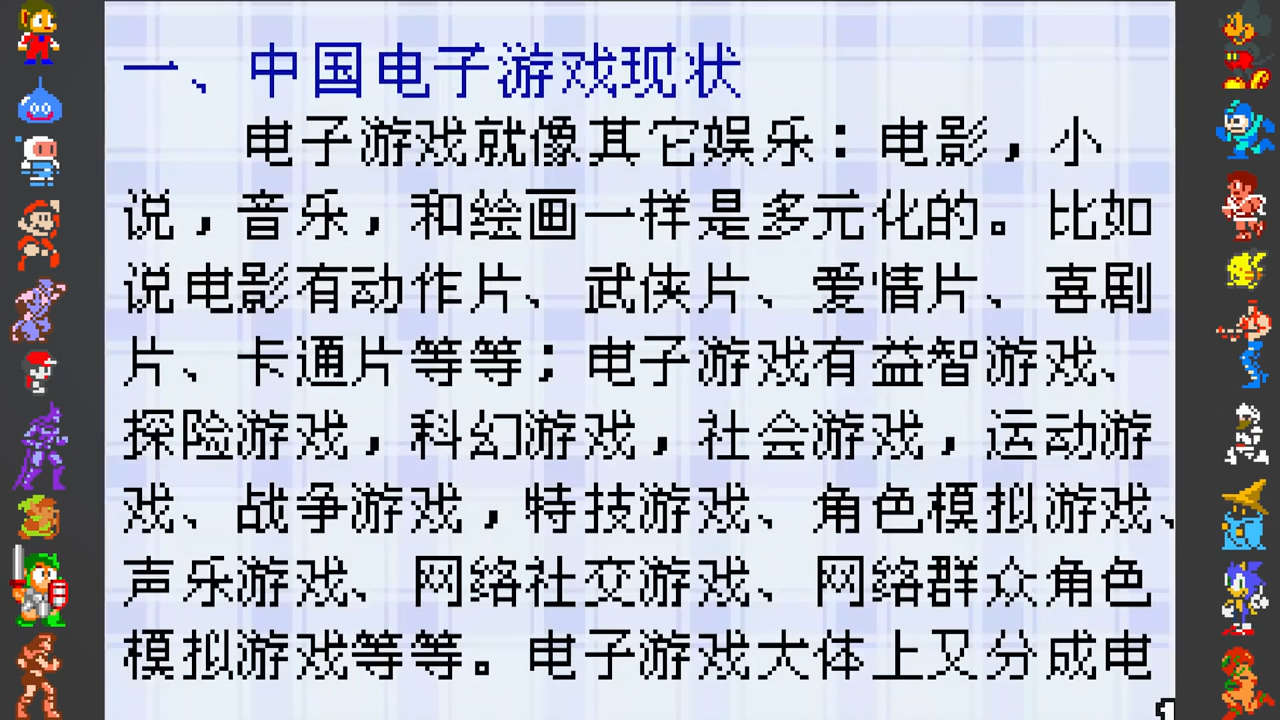 一、中国电子游戏现状
电子游戏就像其它娱乐：电影，小
说，音乐，和绘画一样是多元化的。比如
说电影有动作片、武侠片、爱情片、喜剧
片、卡通片等等；电子游戏有益智游戏、
探险游戏，科幻游戏，社会游戏，运动游
戏、战争游戏，特技游戏、角色模拟游戏、
声乐游戏、网络社交游戏、网络群众角色
模拟游戏等等。电子游戏大体上又分成电
1